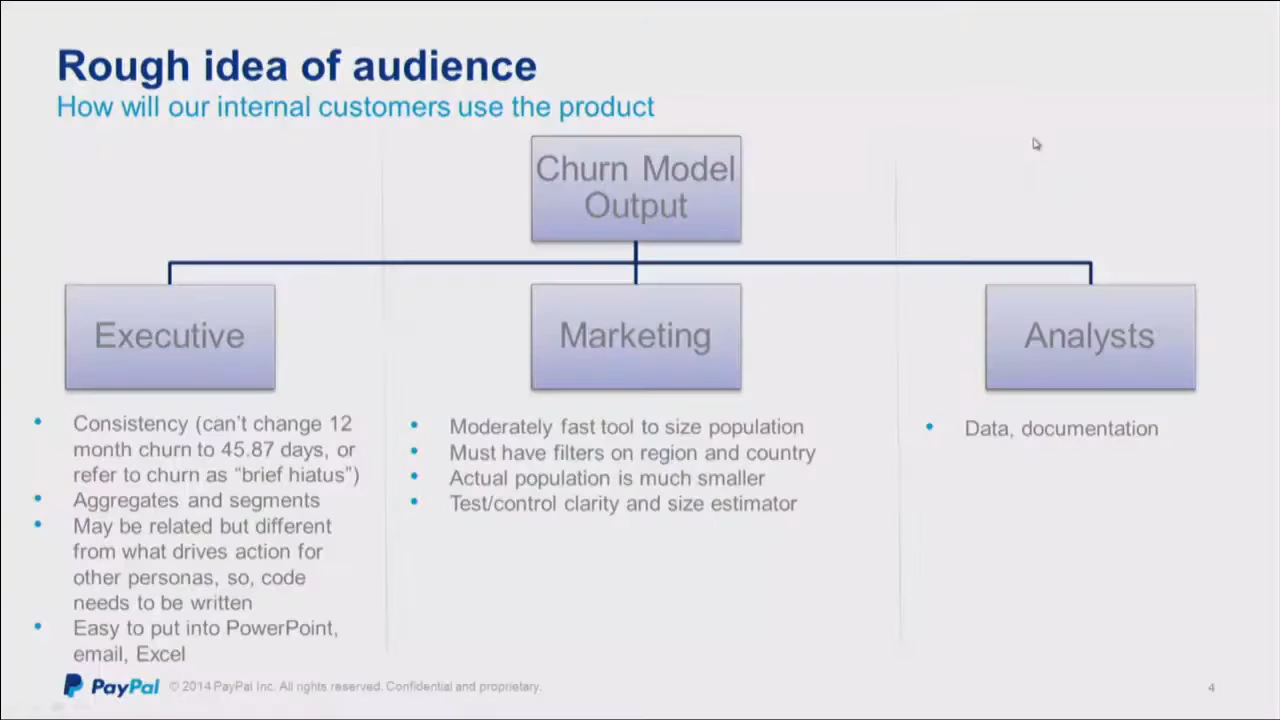 Rough idea of audience
How will our internal customers use the product
Churn Model
Output
Executive
Marketing
Analysts
• Consistency (can’t change 12
month churn to 45.87 days, or
refer to churn as “brief hiatus”)
• Aggregates and segments
• May be related but different
from what drives action for
other personas, so, code
needs to be written
• Easy to put into PowerPoint,
email, Excel
• Moderately fast tool to size population
• Must have filters on region and country
• Actual population is much smaller
• Test/control clarity and size estimator
• Data, documentation
PayPal © 2014 PayPal Inc. All rights reserved. Confidential and proprietary.
4